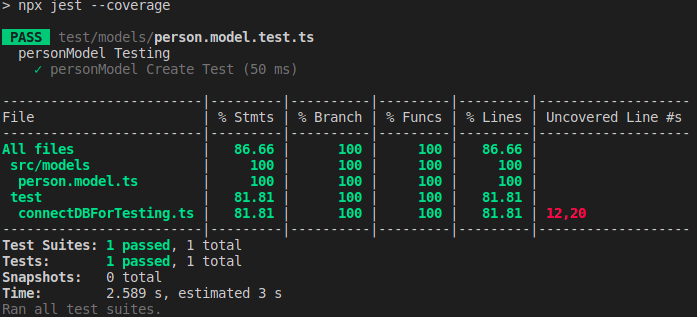 > npx jest --coverage
PASS test/models/person.model.test.ts
personModel Testing
✓ personModel Create Test (50 ms)
-------------------------|---------|----------|---------|---------|-------------------
File                     | % Stmts | % Branch | % Funcs | % Lines | Uncovered Line #s
-------------------------|---------|----------|---------|---------|-------------------
All files                |   86.66 |      100 |     100 |   86.66 |
 src/models              |     100 |      100 |     100 |     100 |
  person.model.ts        |     100 |      100 |     100 |     100 |
 test                    |   81.81 |      100 |     100 |   81.81 |
  connectDBForTesting.ts |   81.81 |      100 |     100 |   81.81 | 12,20
-------------------------|---------|----------|---------|---------|-------------------
Test Suites: 1 passed, 1 total
Tests:       1 passed, 1 total
Snapshots:   0 total
Time:        2.589 s, estimated 3 s
Ran all test suites.